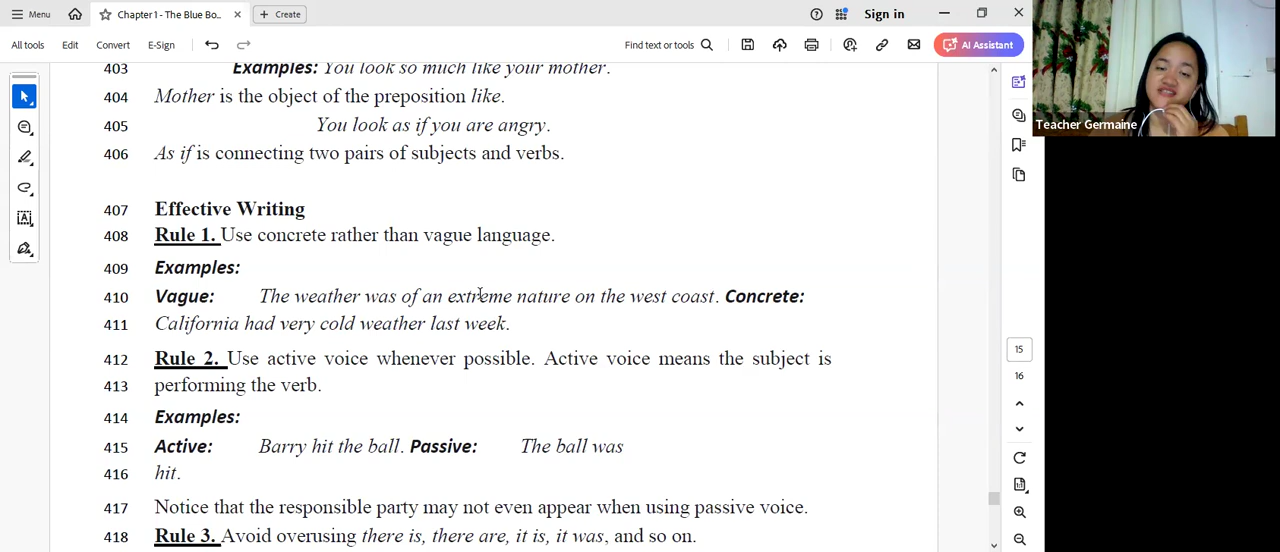 Menu
Chapter 1 - The Blue Bo...
Create
Sign in
All tools Edit Convert E-Sign
Find text or tools
AI Assistant
Teacher Germaine
403 Examples: You look so much like your mother.
404 Mother is the object of the preposition like.
405 You look as if you are angry.
406 As if is connecting two pairs of subjects and verbs.
407 Effective Writing
408 Rule 1. Use concrete rather than vague language.
409 Examples:
410 Vague: The weather was of an extreme nature on the west coast. Concrete:
411 California had very cold weather last week.
412 Rule 2. Use active voice whenever possible. Active voice means the subject is
413 performing the verb.
414 Examples:
415 Active: Barry hit the ball. Passive: The ball was
416 hit.
417 Notice that the responsible party may not even appear when using passive voice.
418 Rule 3. Avoid overusing there is, there are, it is, it was, and so on.
15
16